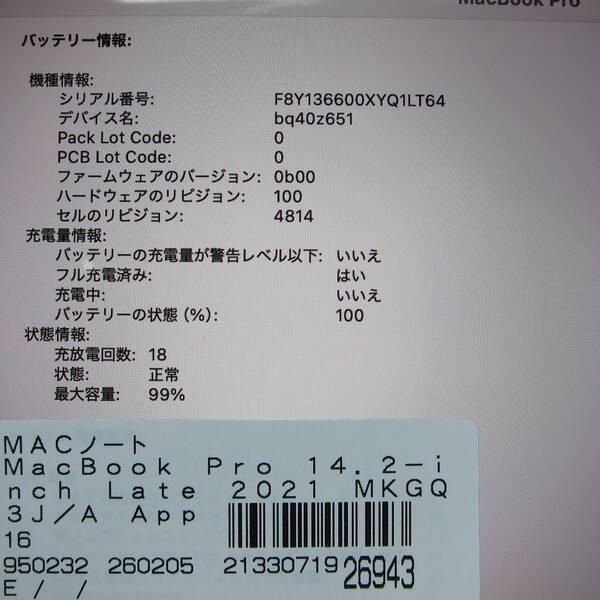 MacBook Pro
バッテリー情報:
機種情報:
シリアル番号: F8Y136600XYQ1LT64
デバイス名: bq40z651
Pack Lot Code: 0
PCB Lot Code: 0
ファームウェアのバージョン: 0b00
ハードウェアのリビジョン: 100
セルのリビジョン: 4814
充電量情報:
バッテリーの充電量が警告レベル以下: いいえ
フル充電済み: はい
充電中: いいえ
バッテリーの状態（%）: 100
状態情報:
充放電回数: 18
状態: 正常
最大容量: 99%
MACノート
MacBook Pro 14.2-i
nch Late 2021 MKGQ
3J/A App
16
950232 260205 21330719 26943
E / /